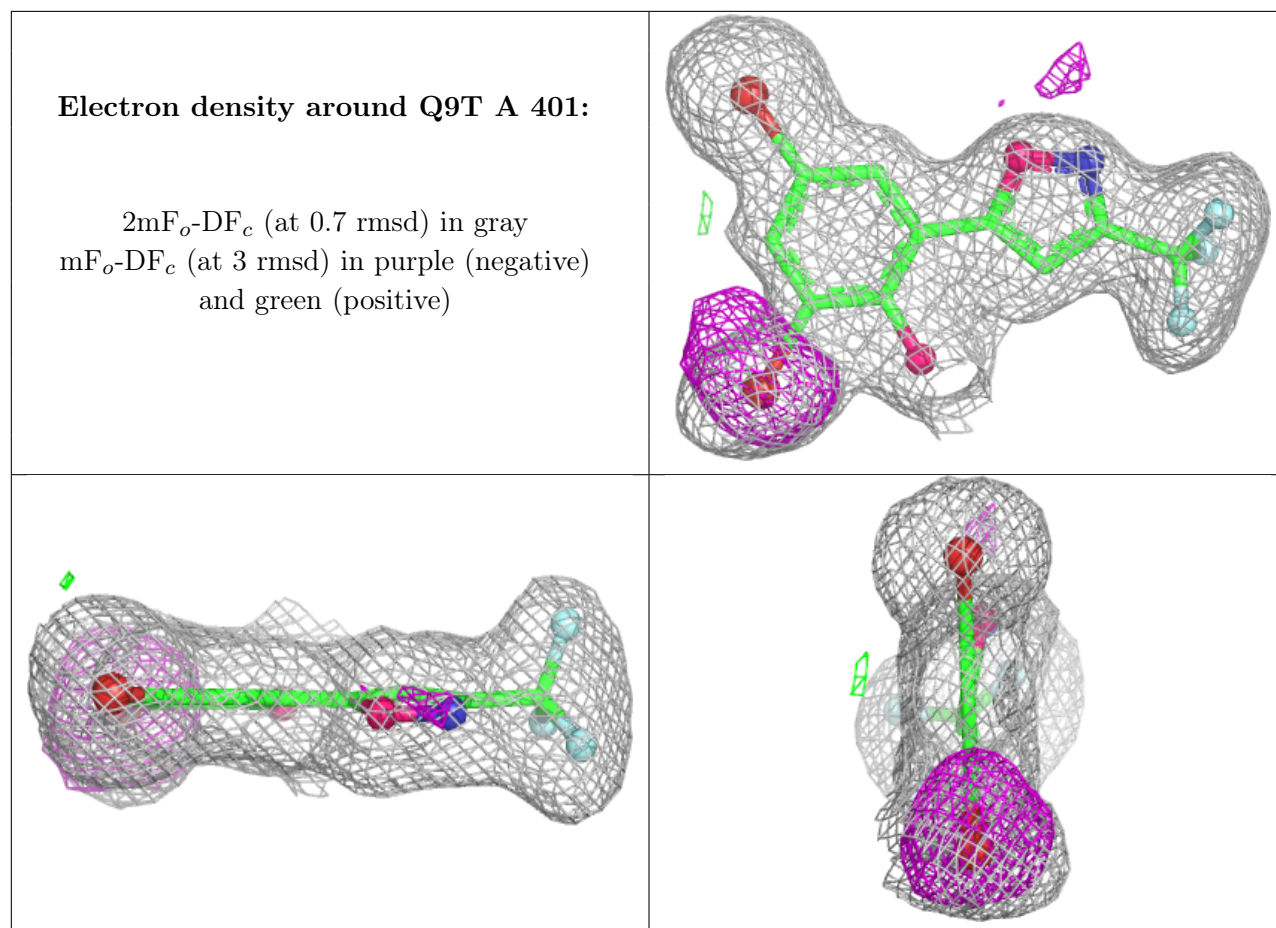 Electron density around Q9T A 401:
2mFₒ-DF𝒸 (at 0.7 rmsd) in gray
mFₒ-DF𝒸 (at 3 rmsd) in purple (negative)
and green (positive)